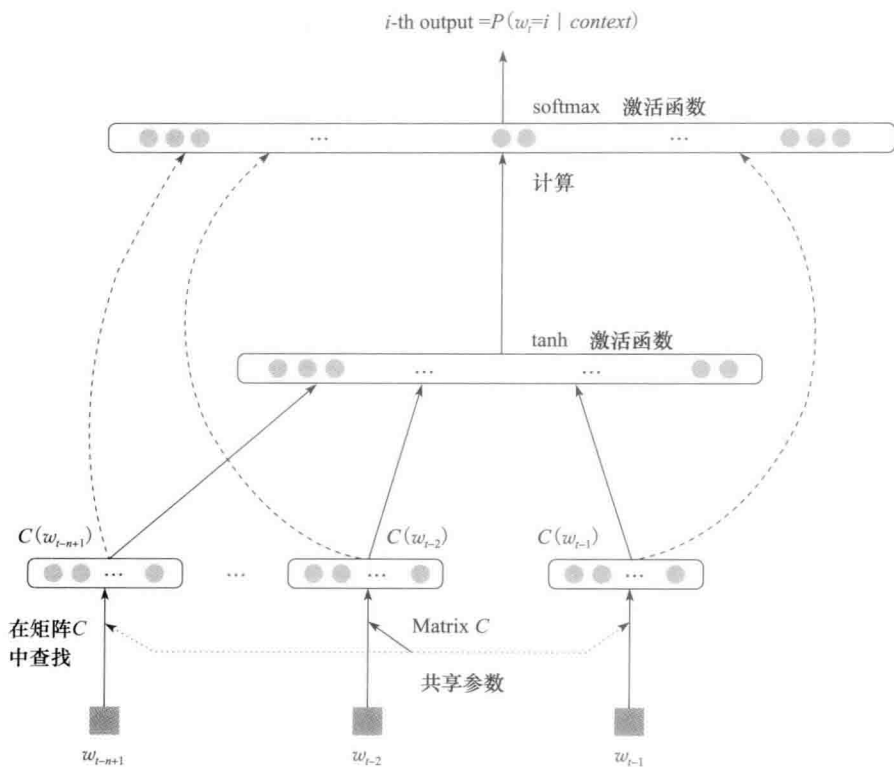 i-th output =P(wₜ=i | context)
softmax 激活函数
...
...
计算
tanh 激活函数
...
...
C(wₜ₋ₙ₊₁)
C(wₜ₋₂)
C(wₜ₋₁)
...
...
...
...
在矩阵C
中查找
Matrix C
共享参数
wₜ₋ₙ₊₁
wₜ₋₂
wₜ₋₁